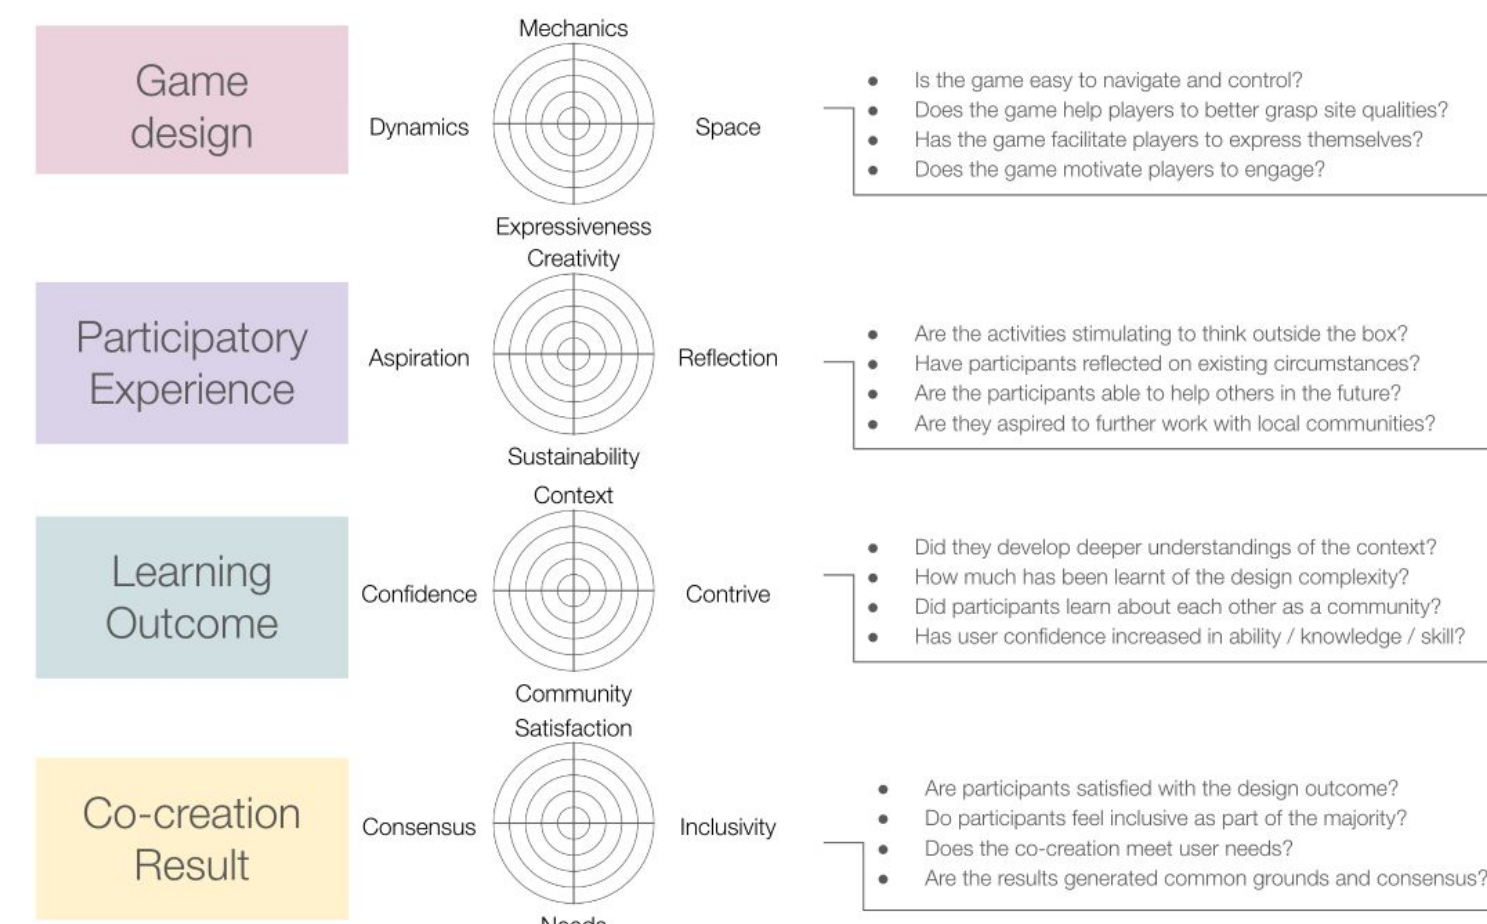 Game
design
Mechanics
Dynamics
Space
Expressiveness
● Is the game easy to navigate and control?
● Does the game help players to better grasp site qualities?
● Has the game facilitate players to express themselves?
● Does the game motivate players to engage?
Participatory
Experience
Creativity
Aspiration
Reflection
Sustainability
● Are the activities stimulating to think outside the box?
● Have participants reflected on existing circumstances?
● Are the participants able to help others in the future?
● Are they aspired to further work with local communities?
Learning
Outcome
Context
Confidence
Contrive
Community
● Did they develop deeper understandings of the context?
● How much has been learnt of the design complexity?
● Did participants learn about each other as a community?
● Has user confidence increased in ability / knowledge / skill?
Co-creation
Result
Satisfaction
Consensus
Inclusivity
Needs
● Are participants satisfied with the design outcome?
● Do participants feel inclusive as part of the majority?
● Does the co-creation meet user needs?
● Are the results generated common grounds and consensus?